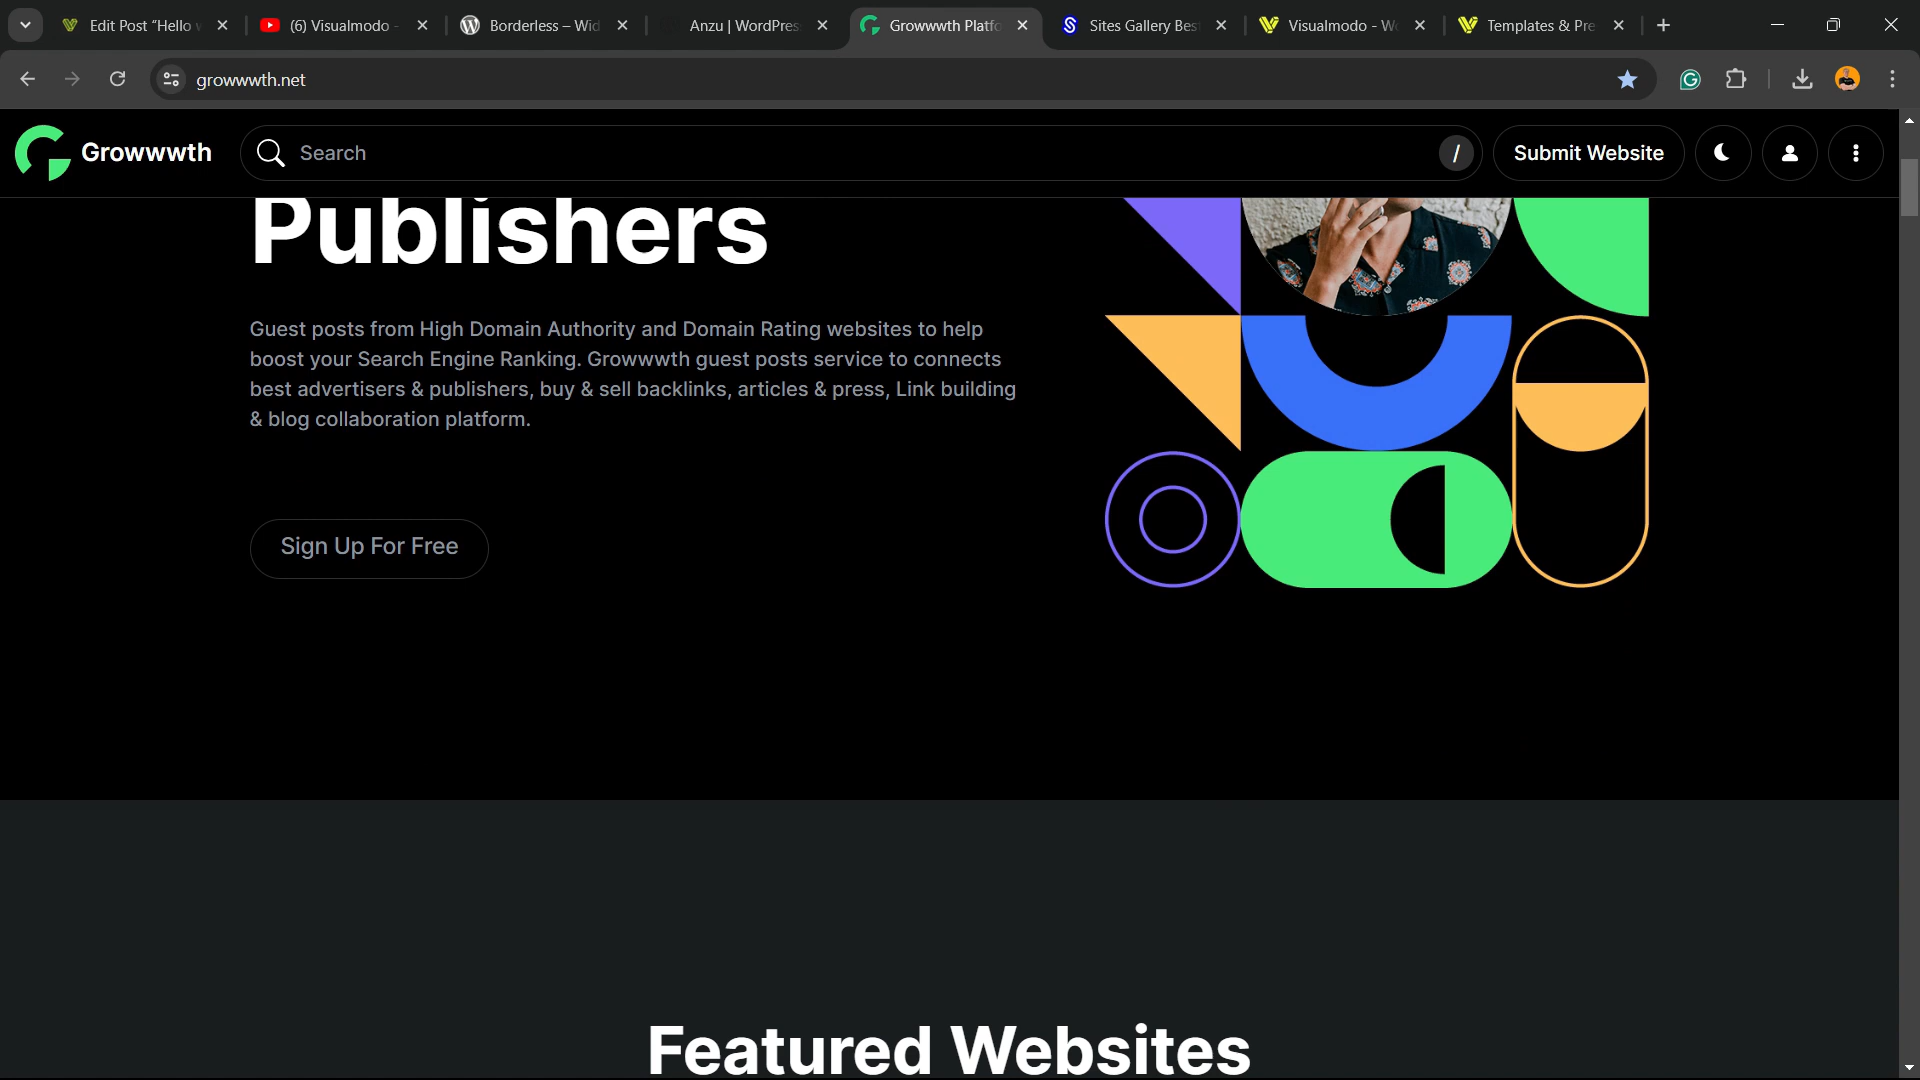 Edit Post “Hello
(6) Visualmodo -
Borderless – Wid
Anzu | WordPres
Growwwth Platfo
Sites Gallery Bes
Visualmodo - Wo
Templates & Pre
growwwth.net
Growwwth
Search
/
Submit Website
Publishers
Guest posts from High Domain Authority and Domain Rating websites to help
boost your Search Engine Ranking. Growwwth guest posts service to connects
best advertisers & publishers, buy & sell backlinks, articles & press, Link building
& blog collaboration platform.
Sign Up For Free
Featured Websites